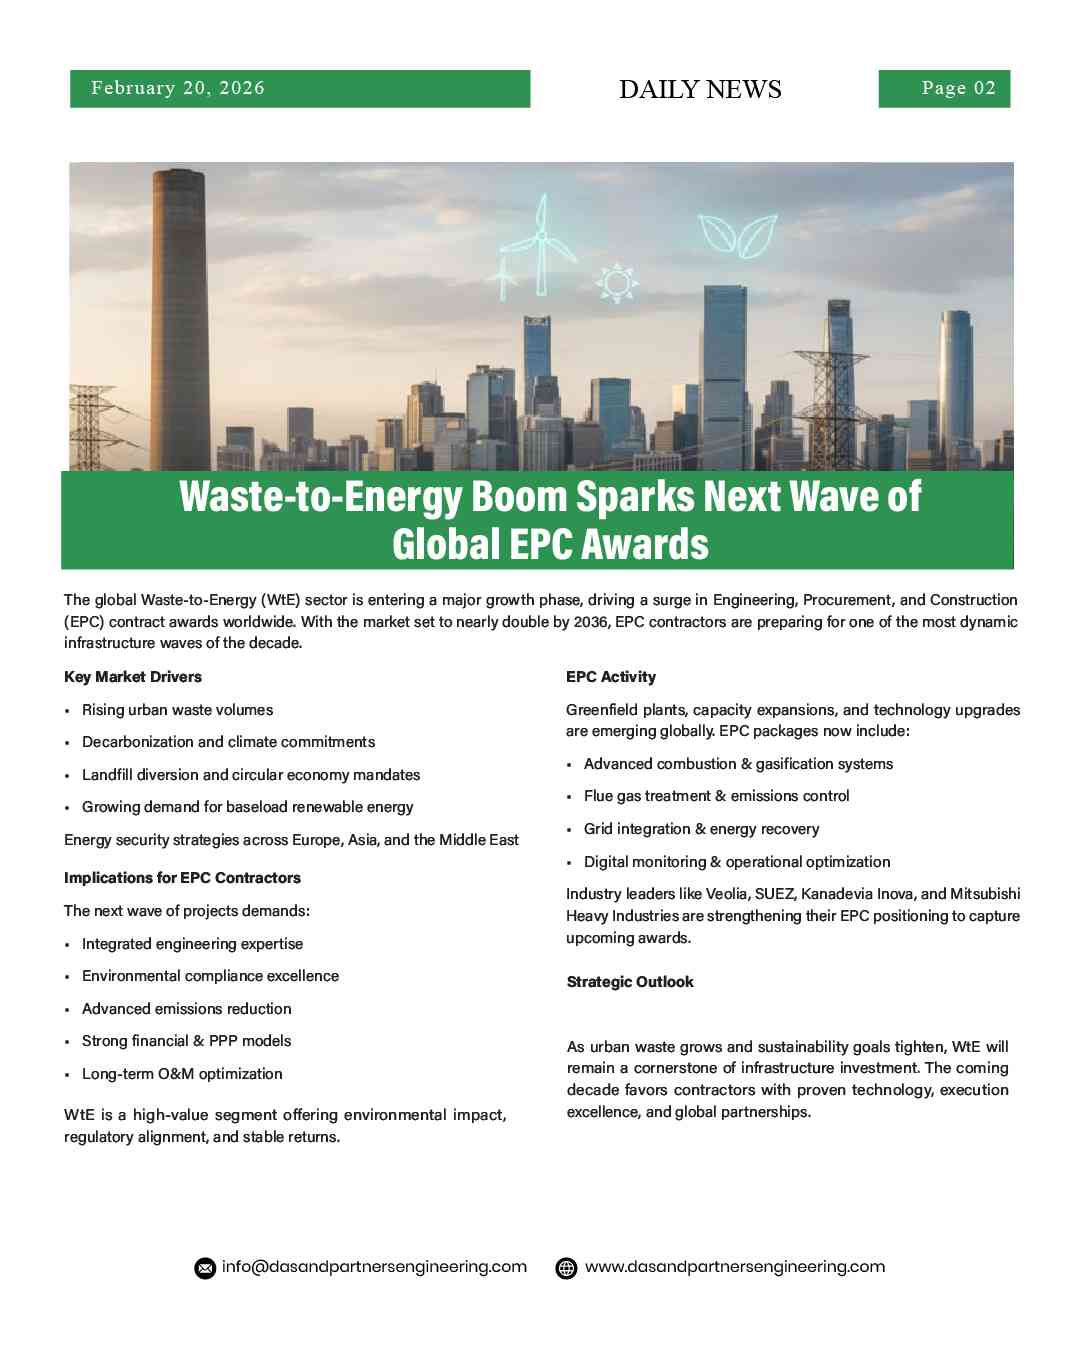 February 20, 2026
DAILY NEWS
Page 02
Waste-to-Energy Boom Sparks Next Wave of
Global EPC Awards
The global Waste-to-Energy (WtE) sector is entering a major growth phase, driving a surge in Engineering, Procurement, and Construction
(EPC) contract awards worldwide. With the market set to nearly double by 2036, EPC contractors are preparing for one of the most dynamic
infrastructure waves of the decade.
Key Market Drivers
• Rising urban waste volumes
• Decarbonization and climate commitments
• Landfill diversion and circular economy mandates
• Growing demand for baseload renewable energy
Energy security strategies across Europe, Asia, and the Middle East
Implications for EPC Contractors
The next wave of projects demands:
• Integrated engineering expertise
• Environmental compliance excellence
• Advanced emissions reduction
• Strong financial & PPP models
• Long-term O&M optimization
WtE is a high-value segment offering environmental impact,
regulatory alignment, and stable returns.
EPC Activity
Greenfield plants, capacity expansions, and technology upgrades
are emerging globally. EPC packages now include:
• Advanced combustion & gasification systems
• Flue gas treatment & emissions control
• Grid integration & energy recovery
• Digital monitoring & operational optimization
Industry leaders like Veolia, SUEZ, Kanadevia Inova, and Mitsubishi
Heavy Industries are strengthening their EPC positioning to capture
upcoming awards.
Strategic Outlook
As urban waste grows and sustainability goals tighten, WtE will
remain a cornerstone of infrastructure investment. The coming
decade favors contractors with proven technology, execution
excellence, and global partnerships.
info@dasandpartnersengineering.com
www.dasandpartnersengineering.com